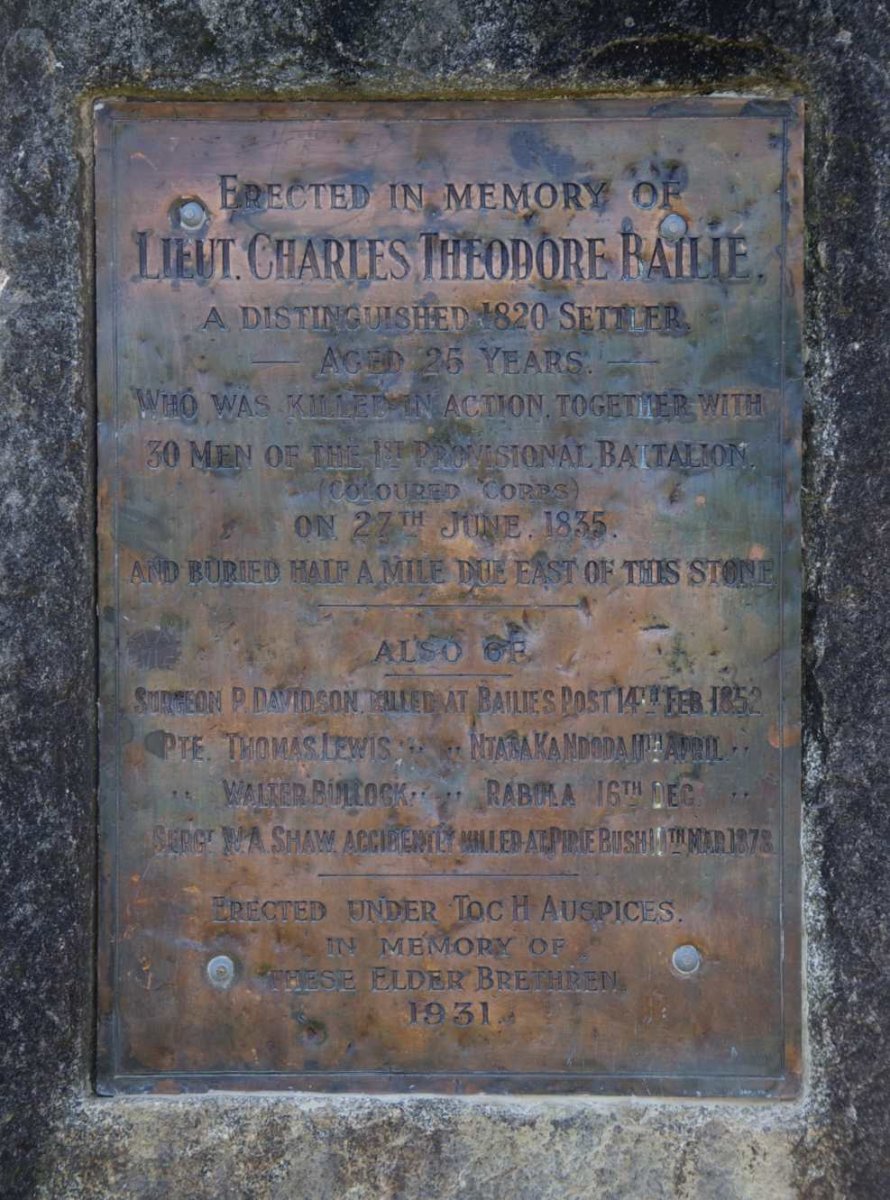 ERECTED IN MEMORY OF
LIEUT. CHARLES THEODORE BAILIE.
A DISTINGUISHED 1820 SETTLER.
— AGED 25 YEARS. —
WHO WAS KILLED IN ACTION, TOGETHER WITH
30 MEN OF THE 1ST PROVISIONAL BATTALION.
(COLOURED CORPS)
ON 27TH JUNE, 1835.
AND BURIED HALF A MILE DUE EAST OF THIS STONE
ALSO OF
SURGEON P. DAVIDSON, KILLED AT BAILIE'S POST 14TH FEB. 1852
PTE. THOMAS LEWIS " " NTABA KA NDODA 11TH APRIL "
" WALTER BULLOCK " " RABULA 16TH DEC. "
SERGT W.A. SHAW, ACCIDENTLY KILLED AT PIRIE BUSH 14TH MAR. 1878
ERECTED UNDER TOC H AUSPICES.
IN MEMORY OF
THESE ELDER BRETHREN.
1931.